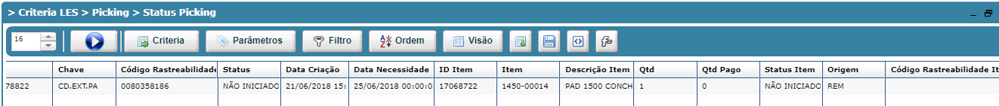 > Criteria LES > Picking > Status Picking
16 Criteria Parâmetros Filtro Ordem Visão
Chave Código Rastreabilidade Status Data Criação Data Necessidade ID Item Item Descrição Item Qtd Qtd Pago Status Item Origem Código Rastreabilidade It
78822 CD.EXT.PA 0080358186 NÃO INICIADO 21/06/2018 15: 25/06/2018 00:00:0 17068722 1450-00014 PAD 1500 CONCH 1 0 NÃO INICIADO REM